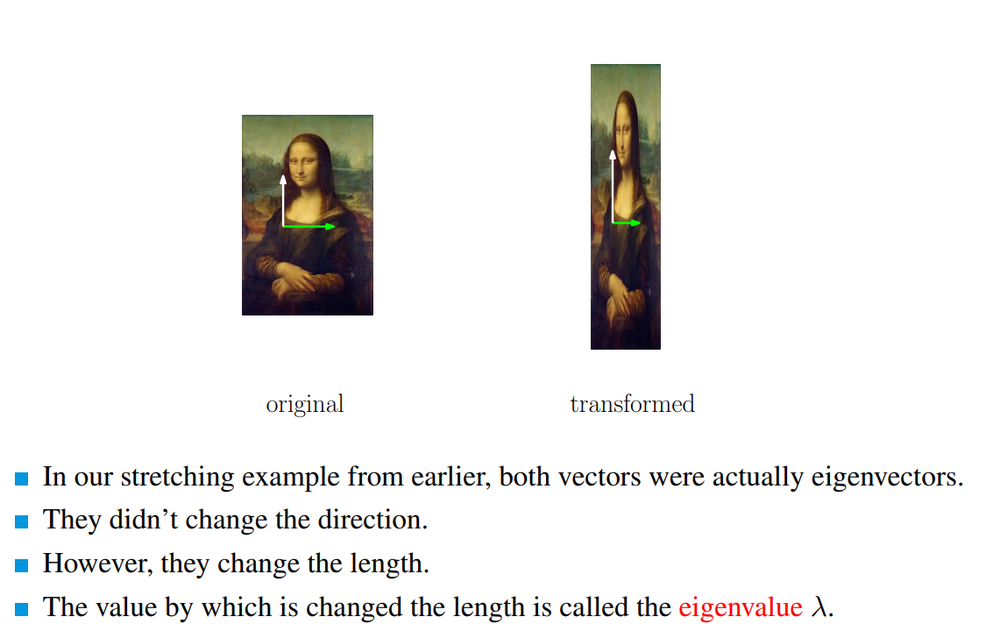 original
transformed
In our stretching example from earlier, both vectors were actually eigenvectors.
They didn’t change the direction.
However, they change the length.
The value by which is changed the length is called the eigenvalue λ.